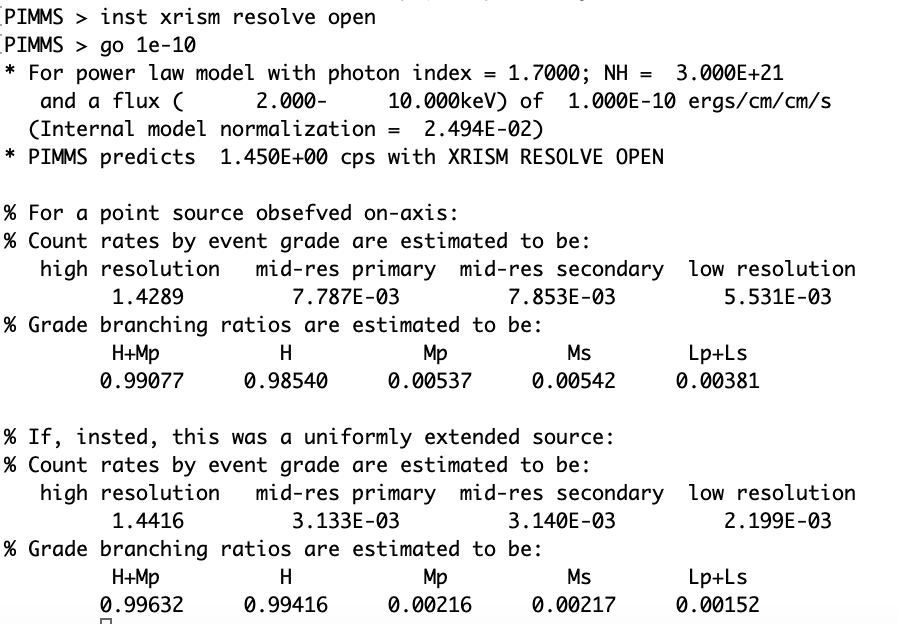 PIMMS > inst xrism resolve open
PIMMS > go 1e-10
* For power law model with photon index = 1.7000; NH =  3.000E+21
   and a flux (      2.000-     10.000keV) of  1.000E-10 ergs/cm/cm/s
  (Internal model normalization =  2.494E-02)
* PIMMS predicts  1.450E+00 cps with XRISM RESOLVE OPEN
% For a point source obsefved on-axis:
% Count rates by event grade are estimated to be:
   high resolution   mid-res primary  mid-res secondary  low resolution
         1.4289         7.787E-03         7.853E-03         5.531E-03
% Grade branching ratios are estimated to be:
         H+Mp          H           Mp          Ms        Lp+Ls
        0.99077     0.98540     0.00537     0.00542     0.00381
% If, insted, this was a uniformly extended source:
% Count rates by event grade are estimated to be:
   high resolution   mid-res primary  mid-res secondary  low resolution
         1.4416         3.133E-03         3.140E-03         2.199E-03
% Grade branching ratios are estimated to be:
         H+Mp          H           Mp          Ms        Lp+Ls
        0.99632     0.99416     0.00216     0.00217     0.00152